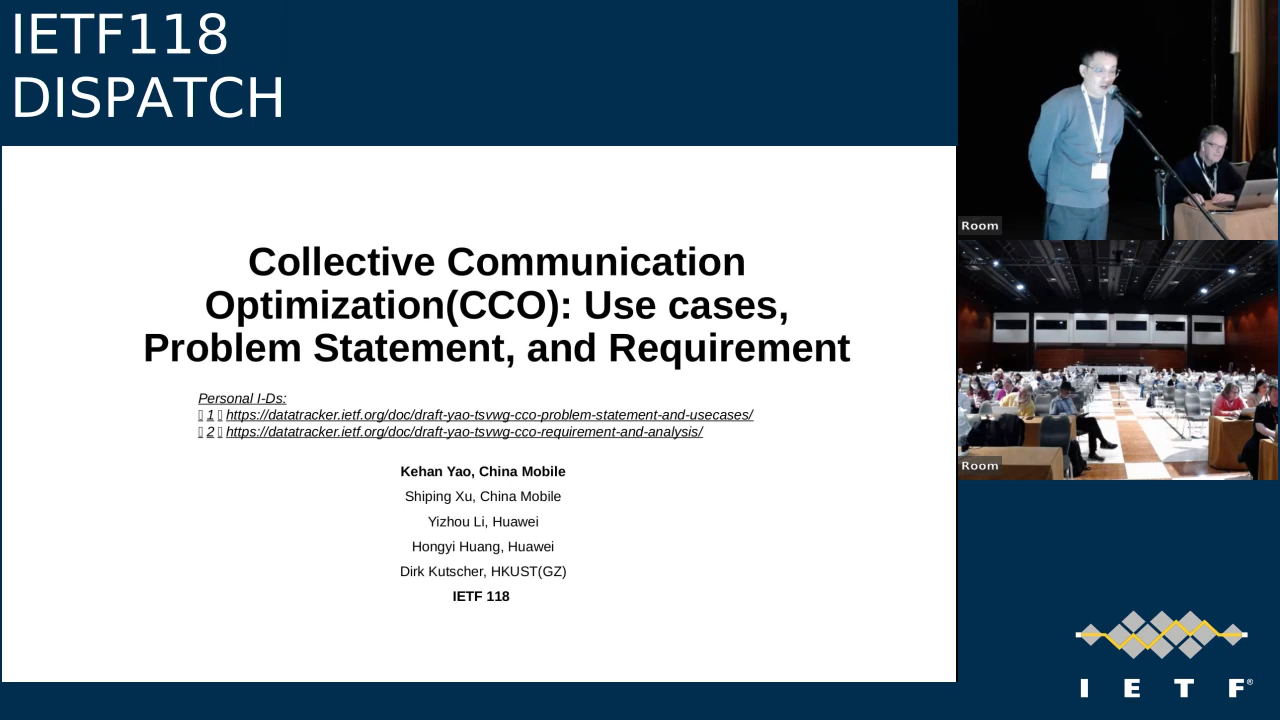 IETF118
DISPATCH
Collective Communication
Optimization(CCO): Use cases,
Problem Statement, and Requirement
Personal I-Ds:
1 https://datatracker.ietf.org/doc/draft-yao-tsvwg-cco-problem-statement-and-usecases/
2 https://datatracker.ietf.org/doc/draft-yao-tsvwg-cco-requirement-and-analysis/
Kehan Yao, China Mobile
Shiping Xu, China Mobile
Yizhou Li, Huawei
Hongyi Huang, Huawei
Dirk Kutscher, HKUST(GZ)
IETF 118
Room
Room
I E T F®